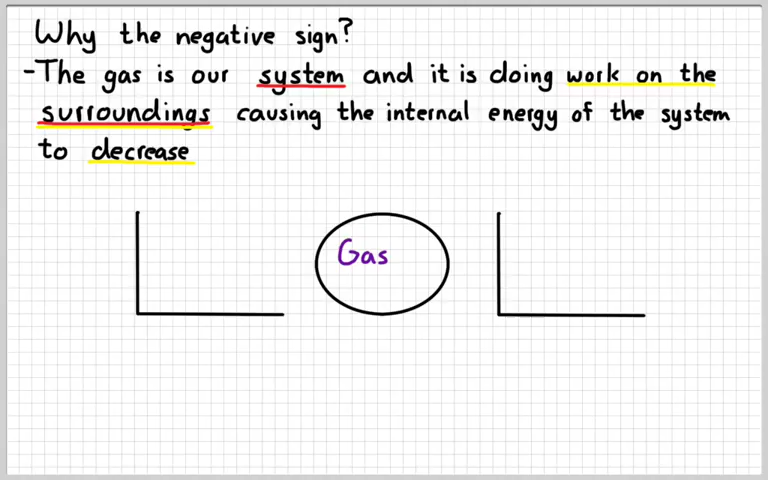 Why the negative sign?
-The gas is our system and it is doing work on the
surroundings causing the internal energy of the system
to decrease
Gas